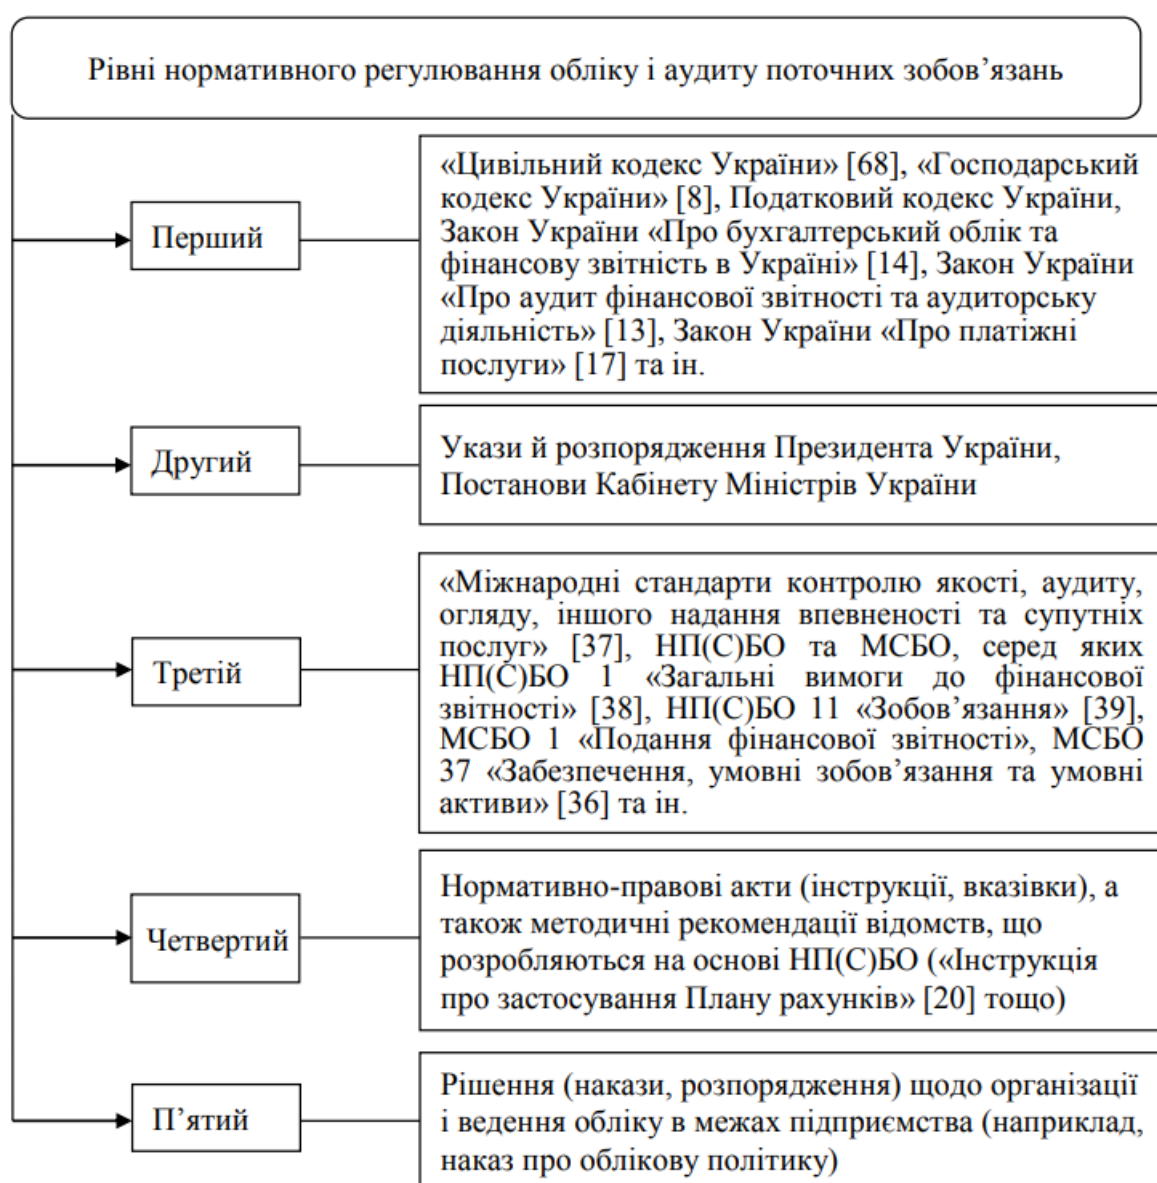 Рівні нормативного регулювання обліку і аудиту поточних зобов’язань
Перший
«Цивільний кодекс України» [68], «Господарський
кодекс України» [8], Податковий кодекс України,
Закон України «Про бухгалтерський облік та
фінансову звітність в Україні» [14], Закон України
«Про аудит фінансової звітності та аудиторську
діяльність» [13], Закон України «Про платіжні
послуги» [17] та ін.
Другий
Укази й розпорядження Президента України,
Постанови Кабінету Міністрів України
Третій
«Міжнародні стандарти контролю якості, аудиту,
огляду, іншого надання впевненості та супутніх
послуг» [37], НП(С)БО та МСБО, серед яких
НП(С)БО 1 «Загальні вимоги до фінансової
звітності» [38], НП(С)БО 11 «Зобов’язання» [39],
МСБО 1 «Подання фінансової звітності», МСБО
37 «Забезпечення, умовні зобов’язання та умовні
активи» [36] та ін.
Четвертий
Нормативно-правові акти (інструкції, вказівки), а
також методичні рекомендації відомств, що
розробляються на основі НП(С)БО («Інструкція
про застосування Плану рахунків» [20] тощо)
П’ятий
Рішення (накази, розпорядження) щодо організації
і ведення обліку в межах підприємства (наприклад,
наказ про облікову політику)